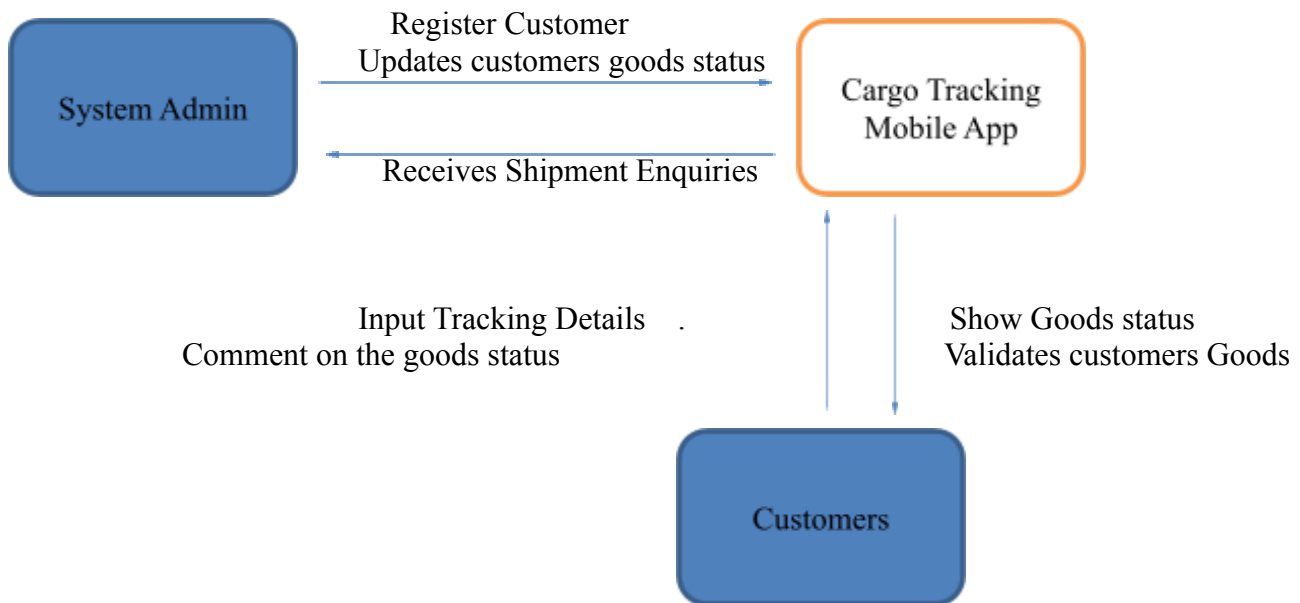 Register Customer
Updates customers goods status
System Admin
Cargo Tracking
Mobile App
Receives Shipment Enquiries
Input Tracking Details .
Comment on the goods status
Show Goods status
Validates customers Goods
Customers